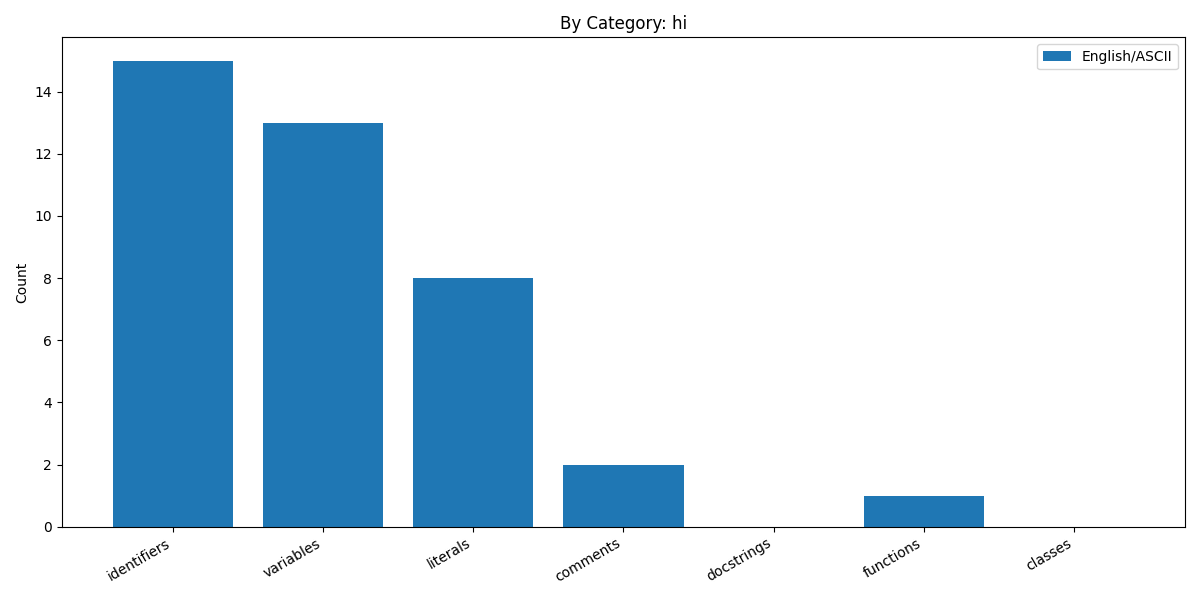 By Category: hi
English/ASCII
Count
14
12
10
8
6
4
2
0
identifiers
variables
literals
comments
docstrings
functions
classes